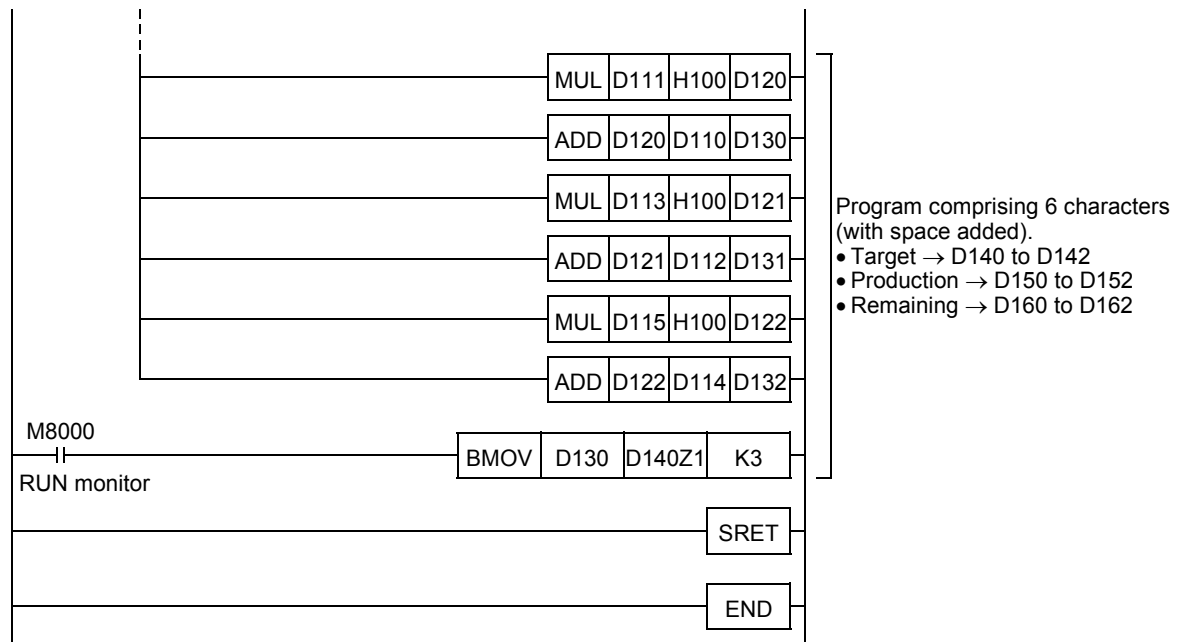 MUL D111 H100 D120
ADD D120 D110 D130
MUL D113 H100 D121
ADD D121 D112 D131
MUL D115 H100 D122
ADD D122 D114 D132
Program comprising 6 characters
(with space added).
• Target → D140 to D142
• Production → D150 to D152
• Remaining → D160 to D162
M8000
RUN monitor
BMOV D130 D140Z1 K3
SRET
END